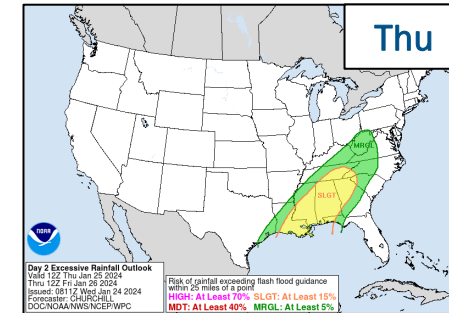 Thu
MRGL
SLGT
NOAA
Day 2 Excessive Rainfall Outlook
Valid 12Z Thu Jan 25 2024
Thru 12Z Fri Jan 26 2024
Issued: 0811Z Wed Jan 24 2024
Forecaster: CHURCHILL
DOC/NOAA/NWS/NCEP/WPC
Risk of rainfall exceeding flash flood guidance
within 25 miles of a point
HIGH: At Least 70% SLGT: At Least 15%
MDT: At Least 40% MRGL: At Least 5%